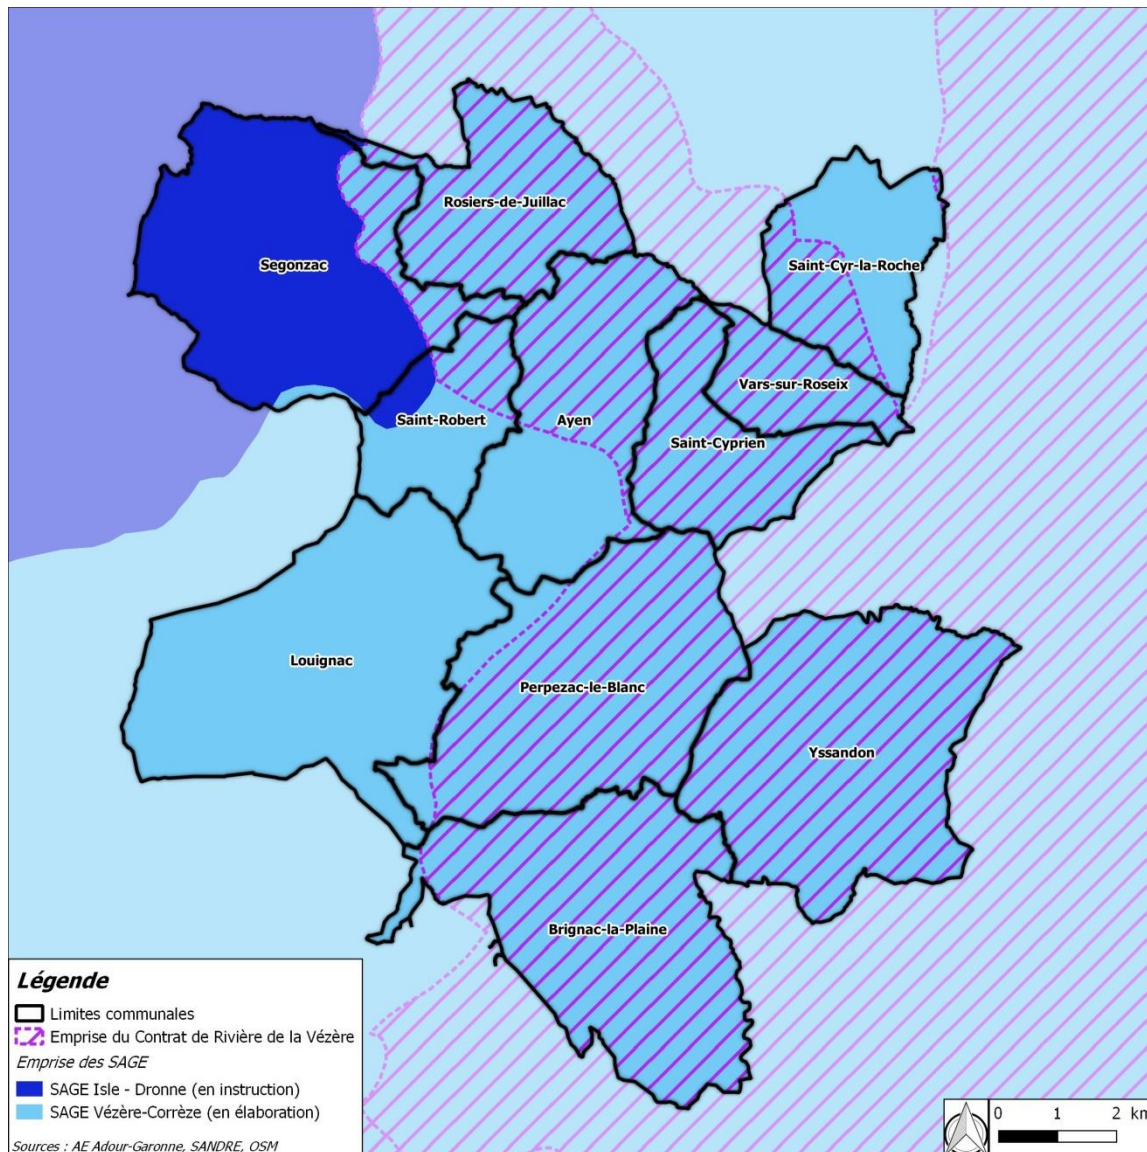 Rosiers-de-Juillac
Segonzac
Saint-Cyr-la-Roche
Vars-sur-Roseix
Saint-Robert
Ayen
Saint-Cyprien
Louignac
Perpezac-le-Blanc
Yssandon
Brignac-la-Plaine
Légende
Limites communales
Emprise du Contrat de Rivière de la Vézère
Emprise des SAGE
SAGE Isle - Dronne (en instruction)
SAGE Vézère-Corrèze (en élaboration)
Sources : AE Adour-Garonne, SANDRE, OSM
0 1 2 km